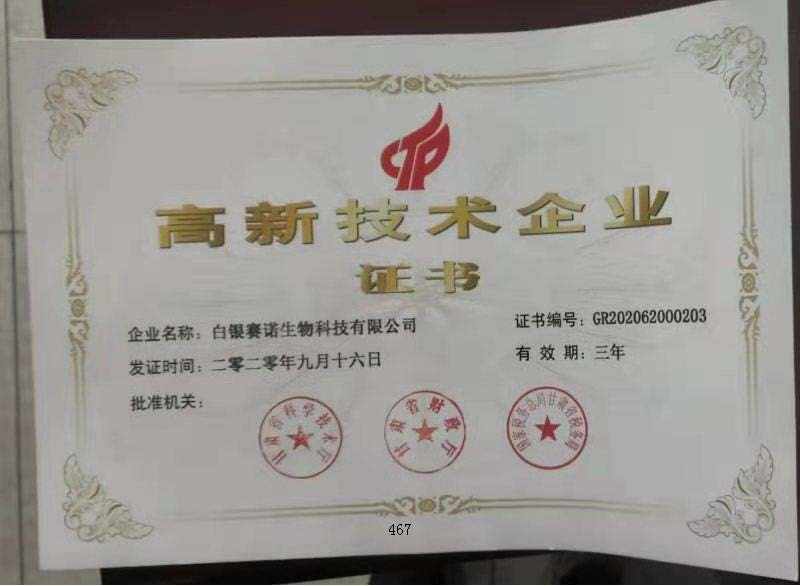 高新技术企业
证书
企业名称：白银赛诺生物科技有限公司
证书编号：GR202062000203
发证时间：二零二零年九月十六日
有效期：三年
批准机关：
甘肃省科学技术厅
甘肃省财政厅
国家税务总局甘肃省税务局
467